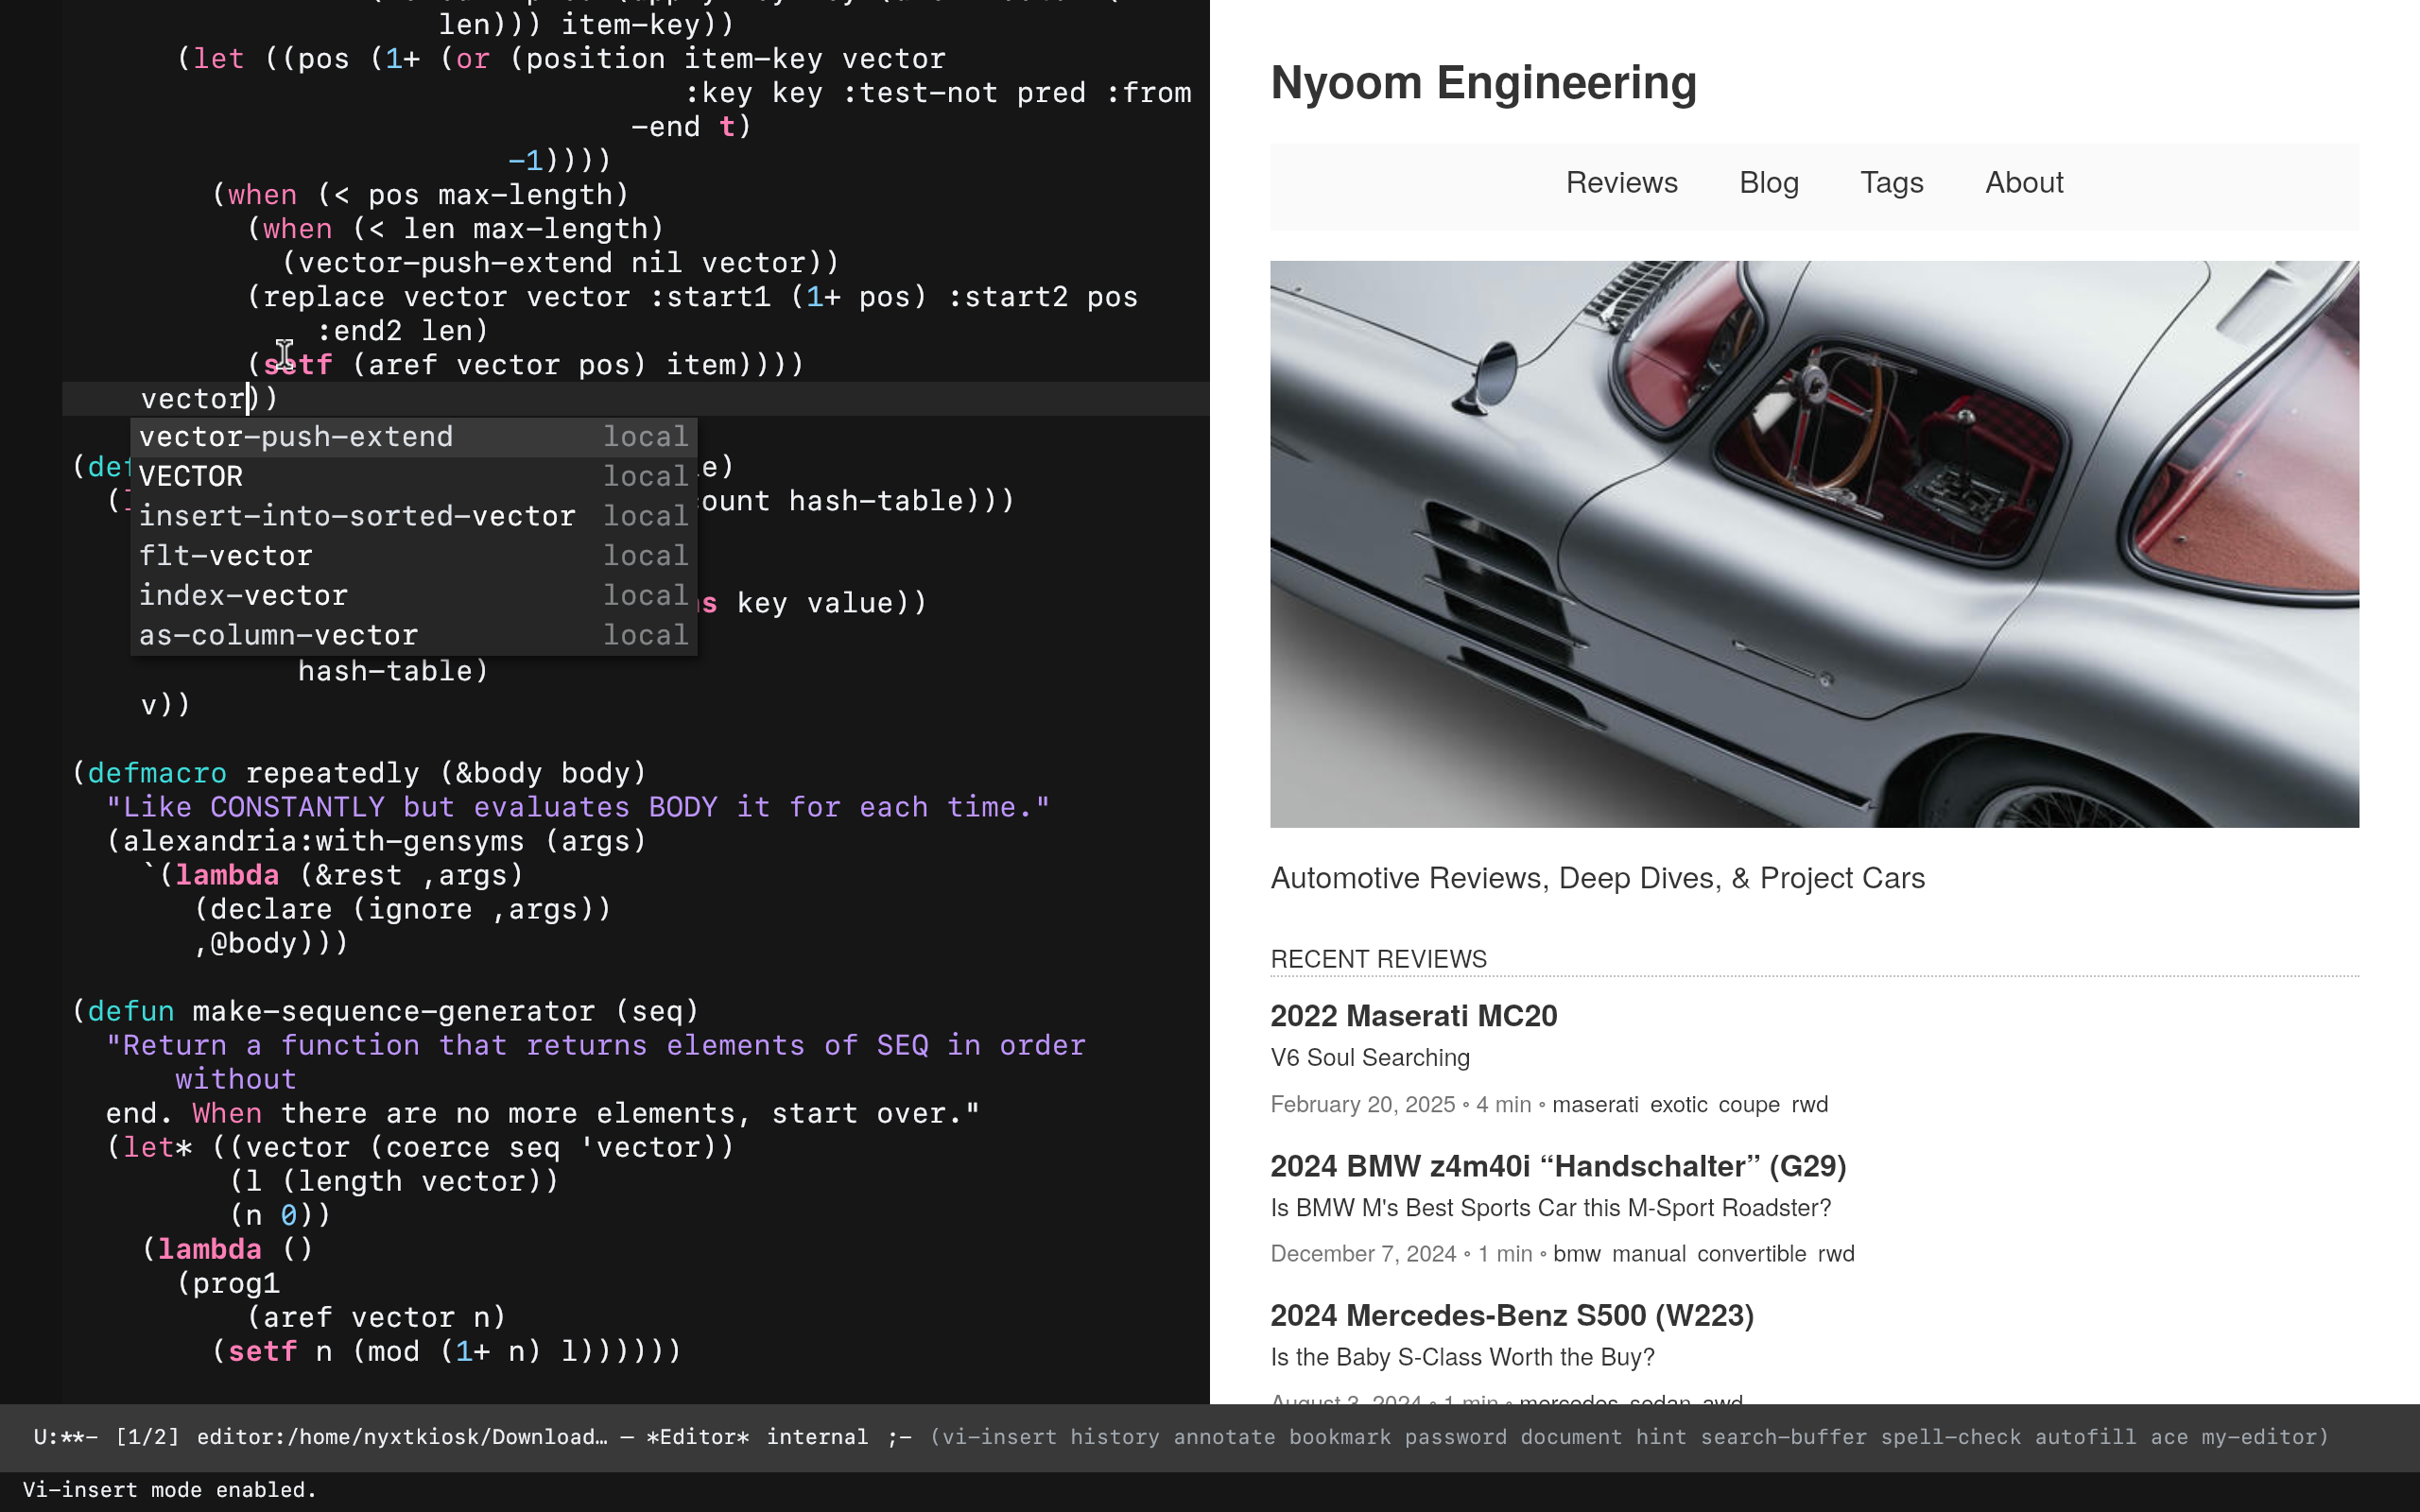 len))) item-key))
(let ((pos (1+ (or (position item-key vector
:key key :test-not pred :from
-end t)
-1))))
(when (< pos max-length)
(when (< len max-length)
(vector-push-extend nil vector))
(replace vector vector :start1 (1+ pos) :start2 pos
:end2 len)
(setf (aref vector pos) item))))
vector))
vector-push-extend local
VECTOR local
insert-into-sorted-vector local
flt-vector local
index-vector local
as-column-vector local
(def e)
count hash-table)))
s key value))
hash-table)
v))
(defmacro repeatedly (&body body)
"Like CONSTANTLY but evaluates BODY it for each time."
(alexandria:with-gensyms (args)
`(lambda (&rest ,args)
(declare (ignore ,args))
,@body)))
(defun make-sequence-generator (seq)
"Return a function that returns elements of SEQ in order
without
end. When there are no more elements, start over."
(let* ((vector (coerce seq 'vector))
(l (length vector))
(n 0))
(lambda ()
(prog1
(aref vector n)
(setf n (mod (1+ n) l))))))
Nyoom Engineering
Reviews Blog Tags About
Automotive Reviews, Deep Dives, & Project Cars
RECENT REVIEWS
2022 Maserati MC20
V6 Soul Searching
February 20, 2025 ∘ 4 min ∘ maserati exotic coupe rwd
2024 BMW z4m40i “Handschalter” (G29)
Is BMW M's Best Sports Car this M-Sport Roadster?
December 7, 2024 ∘ 1 min ∘ bmw manual convertible rwd
2024 Mercedes-Benz S500 (W223)
Is the Baby S-Class Worth the Buy?
August 3, 2024 ∘ 1 min ∘ mercedes sedan awd
U:**- [1/2] editor:/home/nyxtkiosk/Download… — *Editor* internal ;- (vi-insert history annotate bookmark password document hint search-buffer spell-check autofill ace my-editor)
Vi-insert mode enabled.